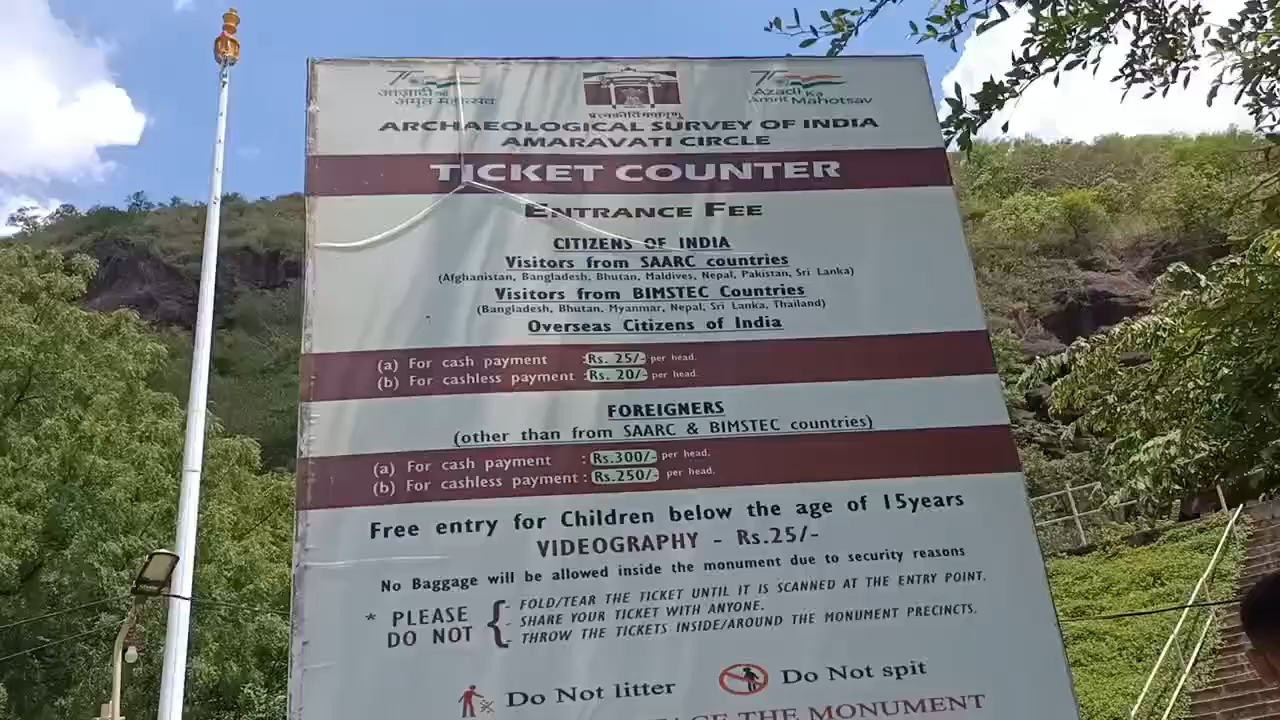 आज़ादी का
अमृत महोत्सव
Azadi Ka
Amrit Mahotsav
ARCHAEOLOGICAL SURVEY OF INDIA
AMARAVATI CIRCLE
TICKET COUNTER
ENTRANCE FEE
CITIZENS OF INDIA
Visitors from SAARC countries
(Afghanistan, Bangladesh, Bhutan, Maldives, Nepal, Pakistan, Sri Lanka)
Visitors from BIMSTEC Countries
(Bangladesh, Bhutan, Myanmar, Nepal, Sri Lanka, Thailand)
Overseas Citizens of India
(a) For cash payment :Rs. 25/- per head.
(b) For cashless payment :Rs. 20/- per head.
FOREIGNERS
(other than from SAARC & BIMSTEC countries)
(a) For cash payment : Rs.300/- per head.
(b) For cashless payment : Rs.250/- per head.
Free entry for Children below the age of 15years
VIDEOGRAPHY - Rs.25/-
No Baggage will be allowed inside the monument due to security reasons
* PLEASE DO NOT { - FOLD/TEAR THE TICKET UNTIL IT IS SCANNED AT THE ENTRY POINT.
- SHARE YOUR TICKET WITH ANYONE.
- THROW THE TICKETS INSIDE/AROUND THE MONUMENT PRECINCTS.
Do Not litter
Do Not spit
THE MONUMENT